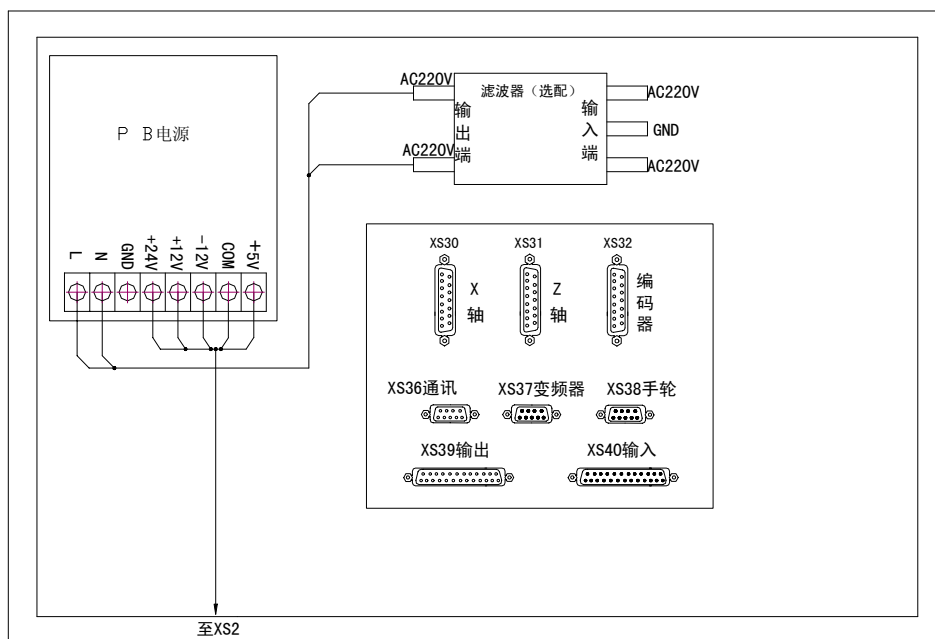 P B电源
L
N
GND
+24V
+12V
-12V
COM
+5V
AC220V
AC220V
滤波器（选配）
输出端
输入端
AC220V
GND
AC220V
XS30
X轴
XS31
Z轴
XS32
编码器
XS36通讯
XS37变频器
XS38手轮
XS39输出
XS40输入
至XS2